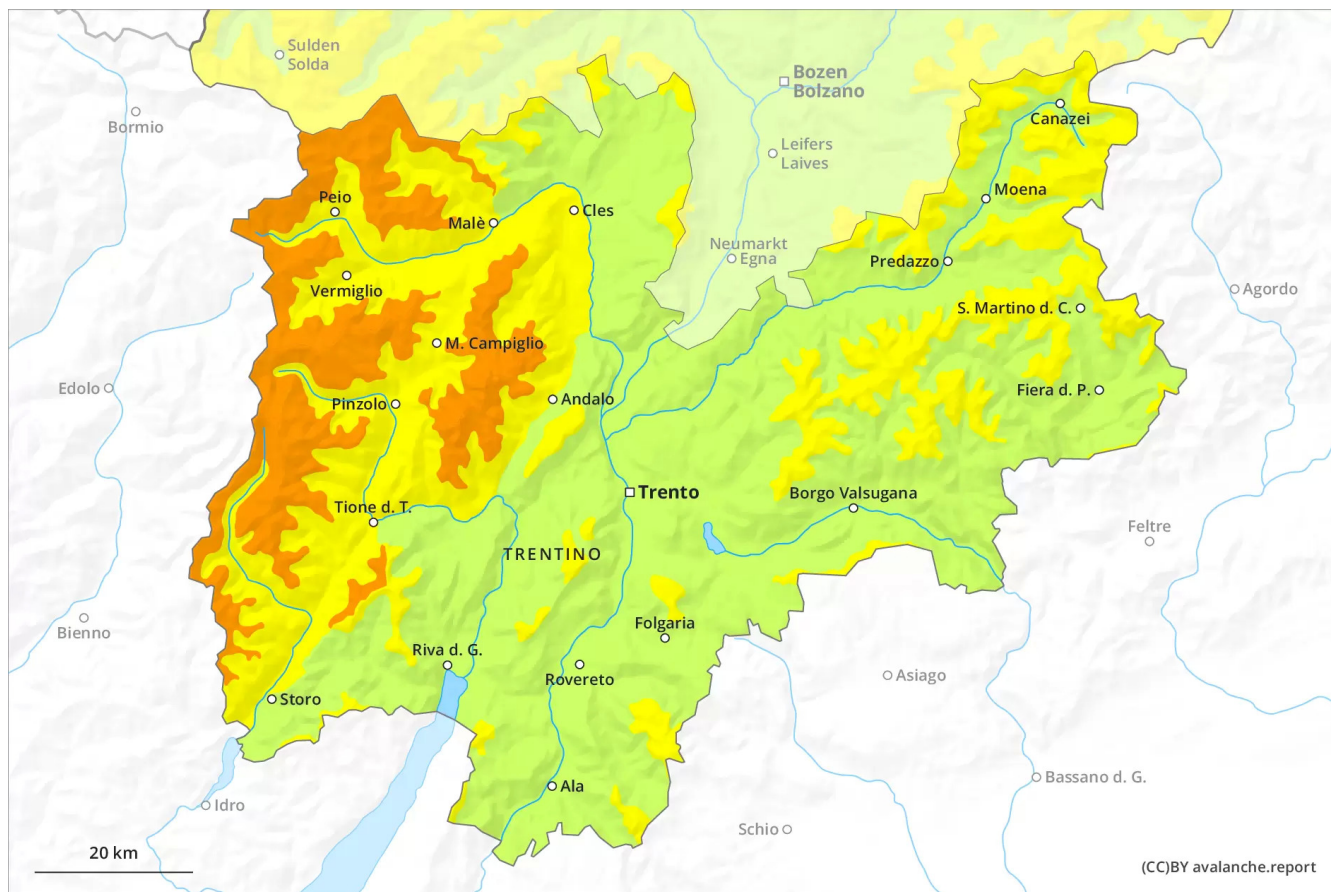 Sulden
Solda
Bozen
Bolzano
Canazei
Bormio
Leifers
Laives
Moena
Peio
Malè
Cles
Neumarkt
Egna
Predazzo
Vermiglio
Agordo
S. Martino d. C.
M. Campiglio
Edolo
Pinzolo
Andalo
Fiera d. P.
Trento
Borgo Valsugana
Tione d. T.
Feltre
TRENTINO
Bienno
Folgaria
Riva d. G.
Rovereto
Asiago
Storo
Bassano d. G.
Ala
Idro
Schio
20 km
(CC)BY avalanche.report